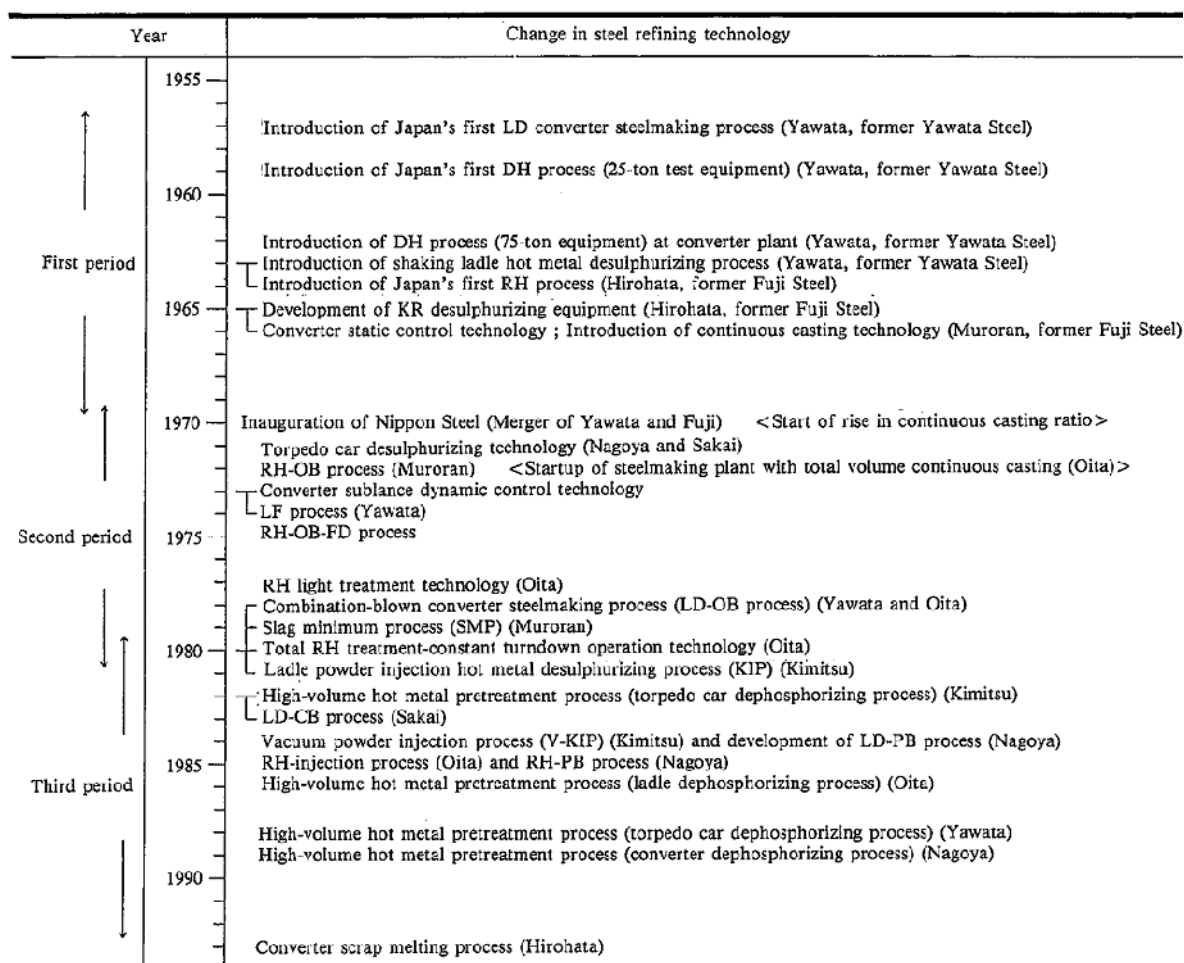 Year Change in steel refining technology
1955
Introduction of Japan's first LD converter steelmaking process (Yawata, former Yawata Steel)
Introduction of Japan's first DH process (25-ton test equipment) (Yawata, former Yawata Steel)
1960
Introduction of DH process (75-ton equipment) at converter plant (Yawata, former Yawata Steel)
First period Introduction of shaking ladle hot metal desulphurizing process (Yawata, former Yawata Steel)
Introduction of Japan's first RH process (Hirohata, former Fuji Steel)
1965 Development of KR desulphurizing equipment (Hirohata, former Fuji Steel)
Converter static control technology ; Introduction of continuous casting technology (Muroran, former Fuji Steel)
1970 Inauguration of Nippon Steel (Merger of Yawata and Fuji) <Start of rise in continuous casting ratio>
Torpedo car desulphurizing technology (Nagoya and Sakai)
RH-OB process (Muroran) <Startup of steelmaking plant with total volume continuous casting (Oita)>
Converter sublance dynamic control technology
LF process (Yawata)
Second period 1975 RH-OB-FD process
RH light treatment technology (Oita)
Combination-blown converter steelmaking process (LD-OB process) (Yawata and Oita)
Slag minimum process (SMP) (Muroran)
1980 Total RH treatment-constant turndown operation technology (Oita)
Ladle powder injection hot metal desulphurizing process (KIP) (Kimitsu)
High-volume hot metal pretreatment process (torpedo car dephosphorizing process) (Kimitsu)
LD-CB process (Sakai)
Vacuum powder injection process (V-KIP) (Kimitsu) and development of LD-PB process (Nagoya)
1985 RH-injection process (Oita) and RH-PB process (Nagoya)
Third period High-volume hot metal pretreatment process (ladle dephosphorizing process) (Oita)
High-volume hot metal pretreatment process (torpedo car dephosphorizing process) (Yawata)
High-volume hot metal pretreatment process (converter dephosphorizing process) (Nagoya)
1990
Converter scrap melting process (Hirohata)